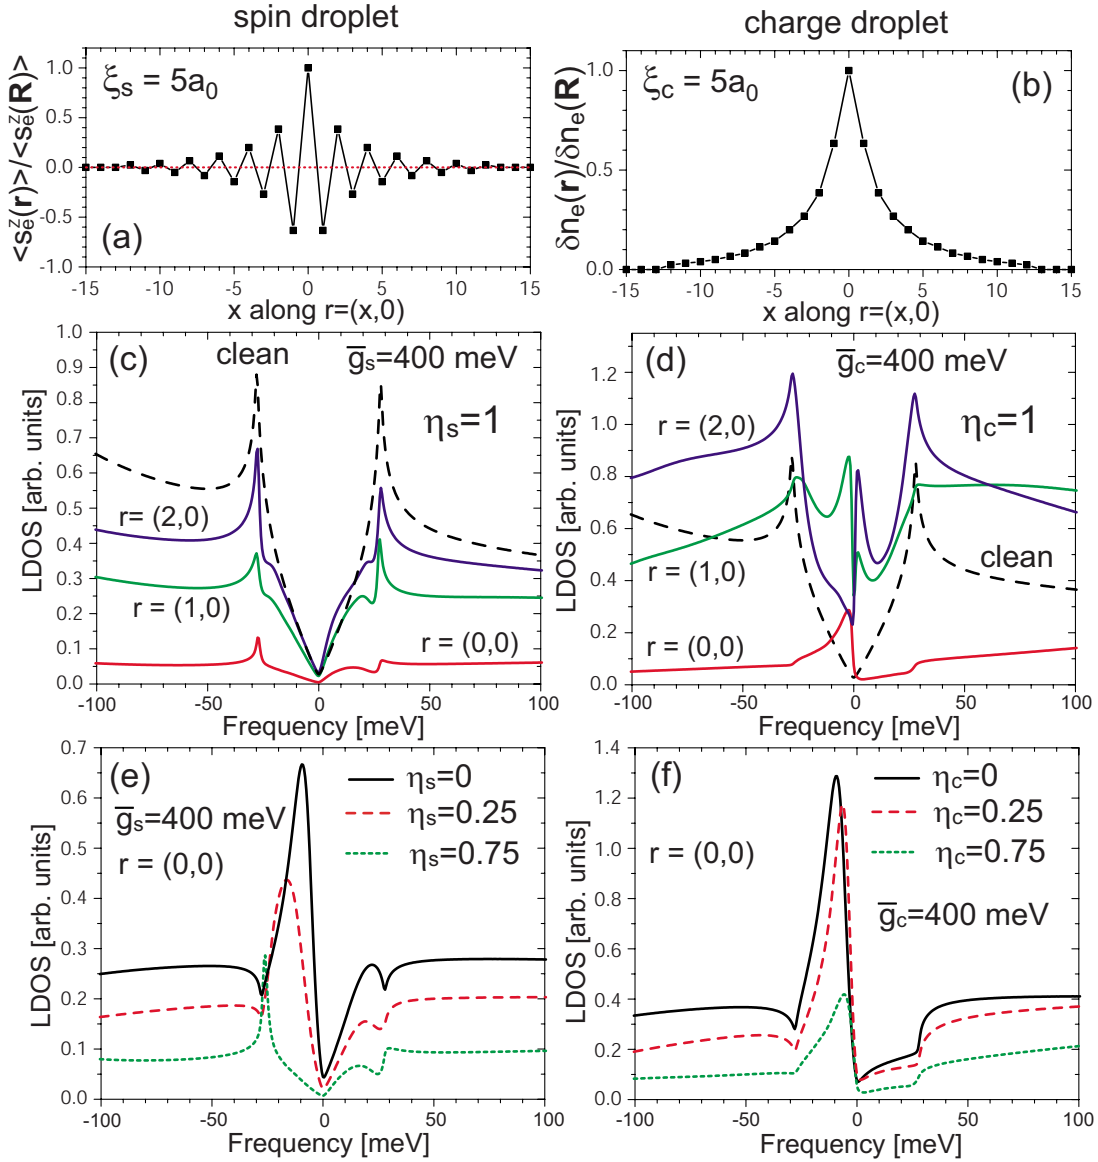 spin droplet
charge droplet
<s_e^z(r)>/<s_e^z(R)>
1.0
0.5
0.0
-0.5
-1.0
ξs = 5a0
(a)
-15 -10 -5 0 5 10 15
x along r=(x,0)
δne(r)/δne(R)
1.0
0.5
0.0
ξc = 5a0
(b)
-15 -10 -5 0 5 10 15
x along r=(x,0)
LDOS [arb. units]
1.0
0.9
0.8
0.7
0.6
0.5
0.4
0.3
0.2
0.1
0.0
(c)
clean
g̅s=400 meV
ηs=1
r= (2,0)
r = (1,0)
r = (0,0)
-100 -50 0 50 100
Frequency [meV]
LDOS [arb. units]
1.2
1.0
0.8
0.6
0.4
0.2
0.0
(d)
g̅c=400 meV
r = (2,0)
ηc=1
clean
r = (1,0)
r = (0,0)
-100 -50 0 50 100
Frequency [meV]
LDOS [arb. units]
0.7
0.6
0.5
0.4
0.3
0.2
0.1
0.0
(e)
ηs=0
g̅s=400 meV
ηs=0.25
r = (0,0)
ηs=0.75
-100 -50 0 50 100
Frequency [meV]
LDOS [arb. units]
1.4
1.2
1.0
0.8
0.6
0.4
0.2
0.0
(f)
ηc=0
ηc=0.25
r = (0,0)
ηc=0.75
g̅c=400 meV
-100 -50 0 50 100
Frequency [meV]